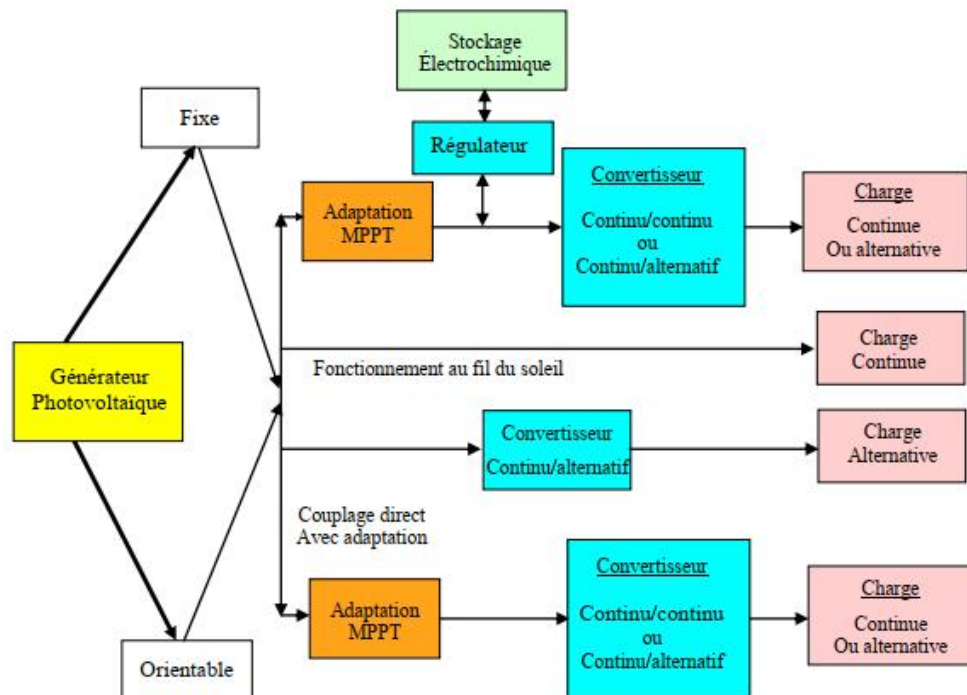 Stockage
Électrochimique
Fixe
Régulateur
Adaptation
MPPT
Convertisseur
Continu/continu
ou
Continu/alternatif
Charge
Continue
Ou alternative
Générateur
Photovoltaïque
Fonctionnement au fil du soleil
Charge
Continue
Convertisseur
Continu/alternatif
Charge
Alternative
Couplage direct
Avec adaptation
Adaptation
MPPT
Convertisseur
Continu/continu
ou
Continu/alternatif
Charge
Continue
Ou alternative
Orientable